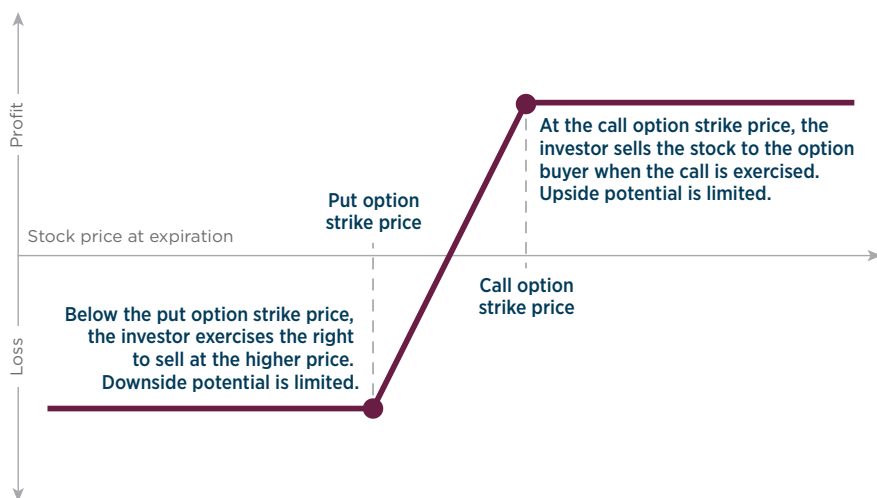 Profit
At the call option strike price, the
investor sells the stock to the option
buyer when the call is exercised.
Upside potential is limited.
Put option
strike price
Stock price at expiration
Call option
strike price
Below the put option strike price,
the investor exercises the right
to sell at the higher price.
Downside potential is limited.
Loss